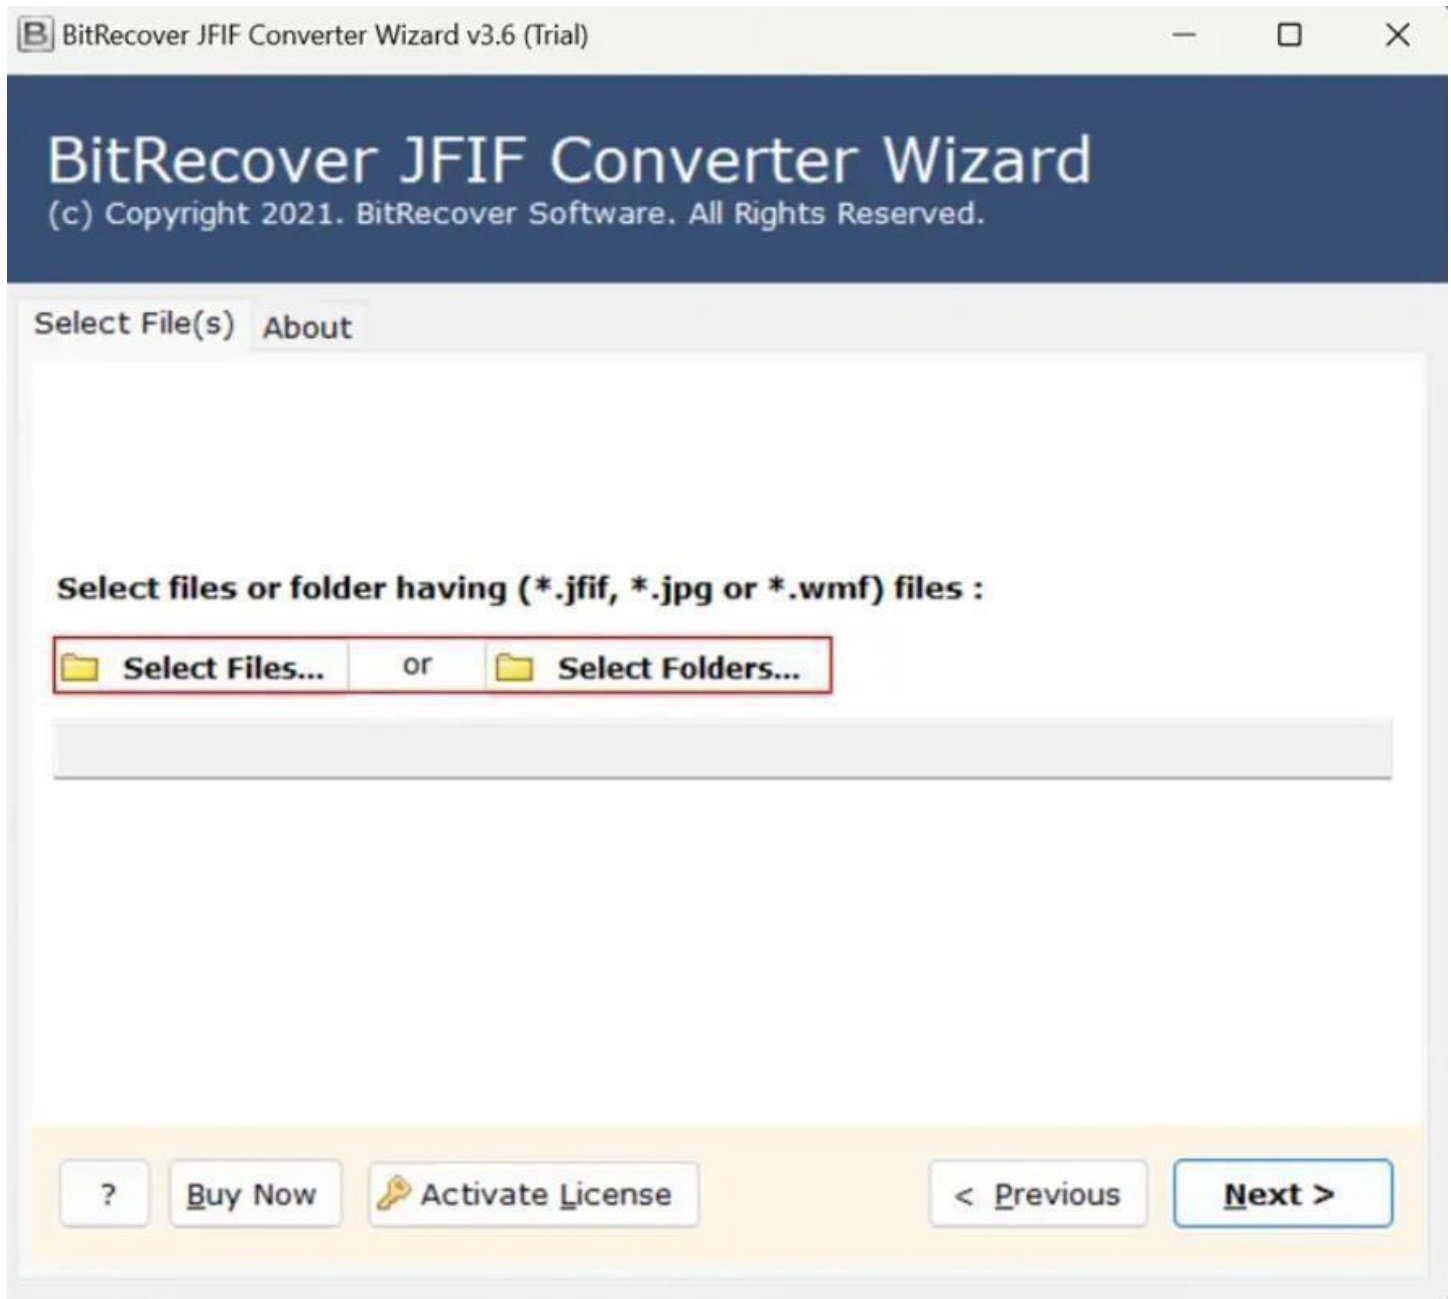 B BitRecover JFIF Converter Wizard v3.6 (Trial)
BitRecover JFIF Converter Wizard
(c) Copyright 2021. BitRecover Software. All Rights Reserved.
Select File(s) About
Select files or folder having (*.jfif, *.jpg or *.wmf) files :
Select Files... or Select Folders...
? Buy Now Activate License < Previous Next >